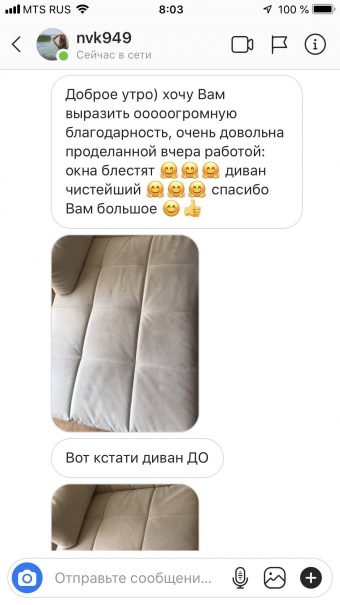 MTS RUS 8:03 100 %
nvk949
Сейчас в сети
Доброе утро) хочу Вам
выразить оооооогромную
благодарность, очень довольна
проделанной вчера работой:
окна блестят 🤗🤗🤗 диван
чистейший 🤗🤗🤗 спасибо
Вам большое 😊👍
Вот кстати диван ДО
Отправьте сообщени...